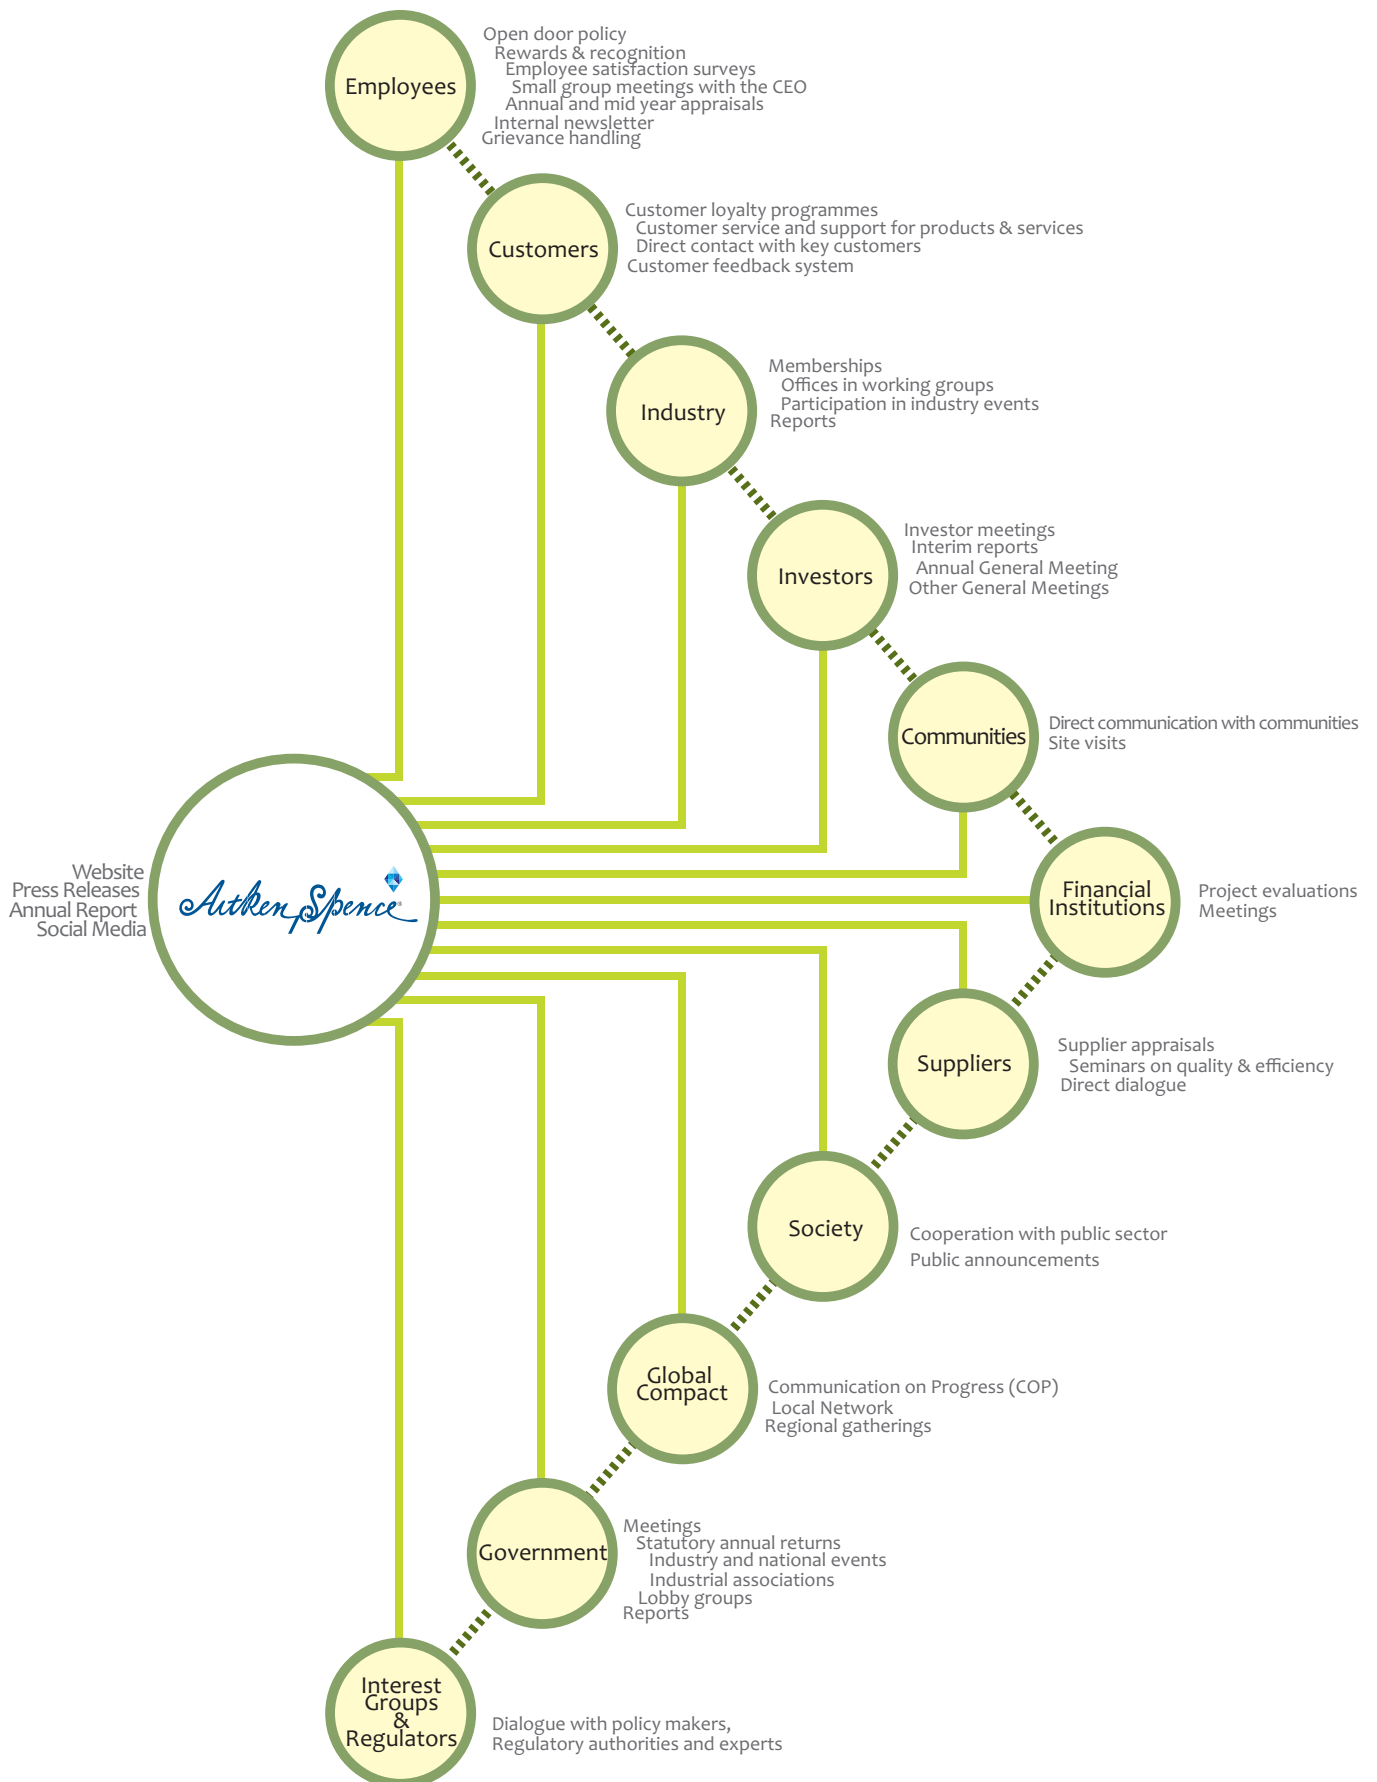 Employees
Open door policy
Rewards & recognition
Employee satisfaction surveys
Small group meetings with the CEO
Annual and mid year appraisals
Internal newsletter
Grievance handling
Customers
Customer loyalty programmes
Customer service and support for products & services
Direct contact with key customers
Customer feedback system
Industry
Memberships
Offices in working groups
Participation in industry events
Reports
Investors
Investor meetings
Interim reports
Annual General Meeting
Other General Meetings
Communities
Direct communication with communities
Site visits
Website
Press Releases
Annual Report
Social Media
Aitken Spence
Financial
Institutions
Project evaluations
Meetings
Suppliers
Supplier appraisals
Seminars on quality & efficiency
Direct dialogue
Society
Cooperation with public sector
Public announcements
Global
Compact
Communication on Progress (COP)
Local Network
Regional gatherings
Government
Meetings
Statutory annual returns
Industry and national events
Industrial associations
Lobby groups
Reports
Interest
Groups
&
Regulators
Dialogue with policy makers,
Regulatory authorities and experts